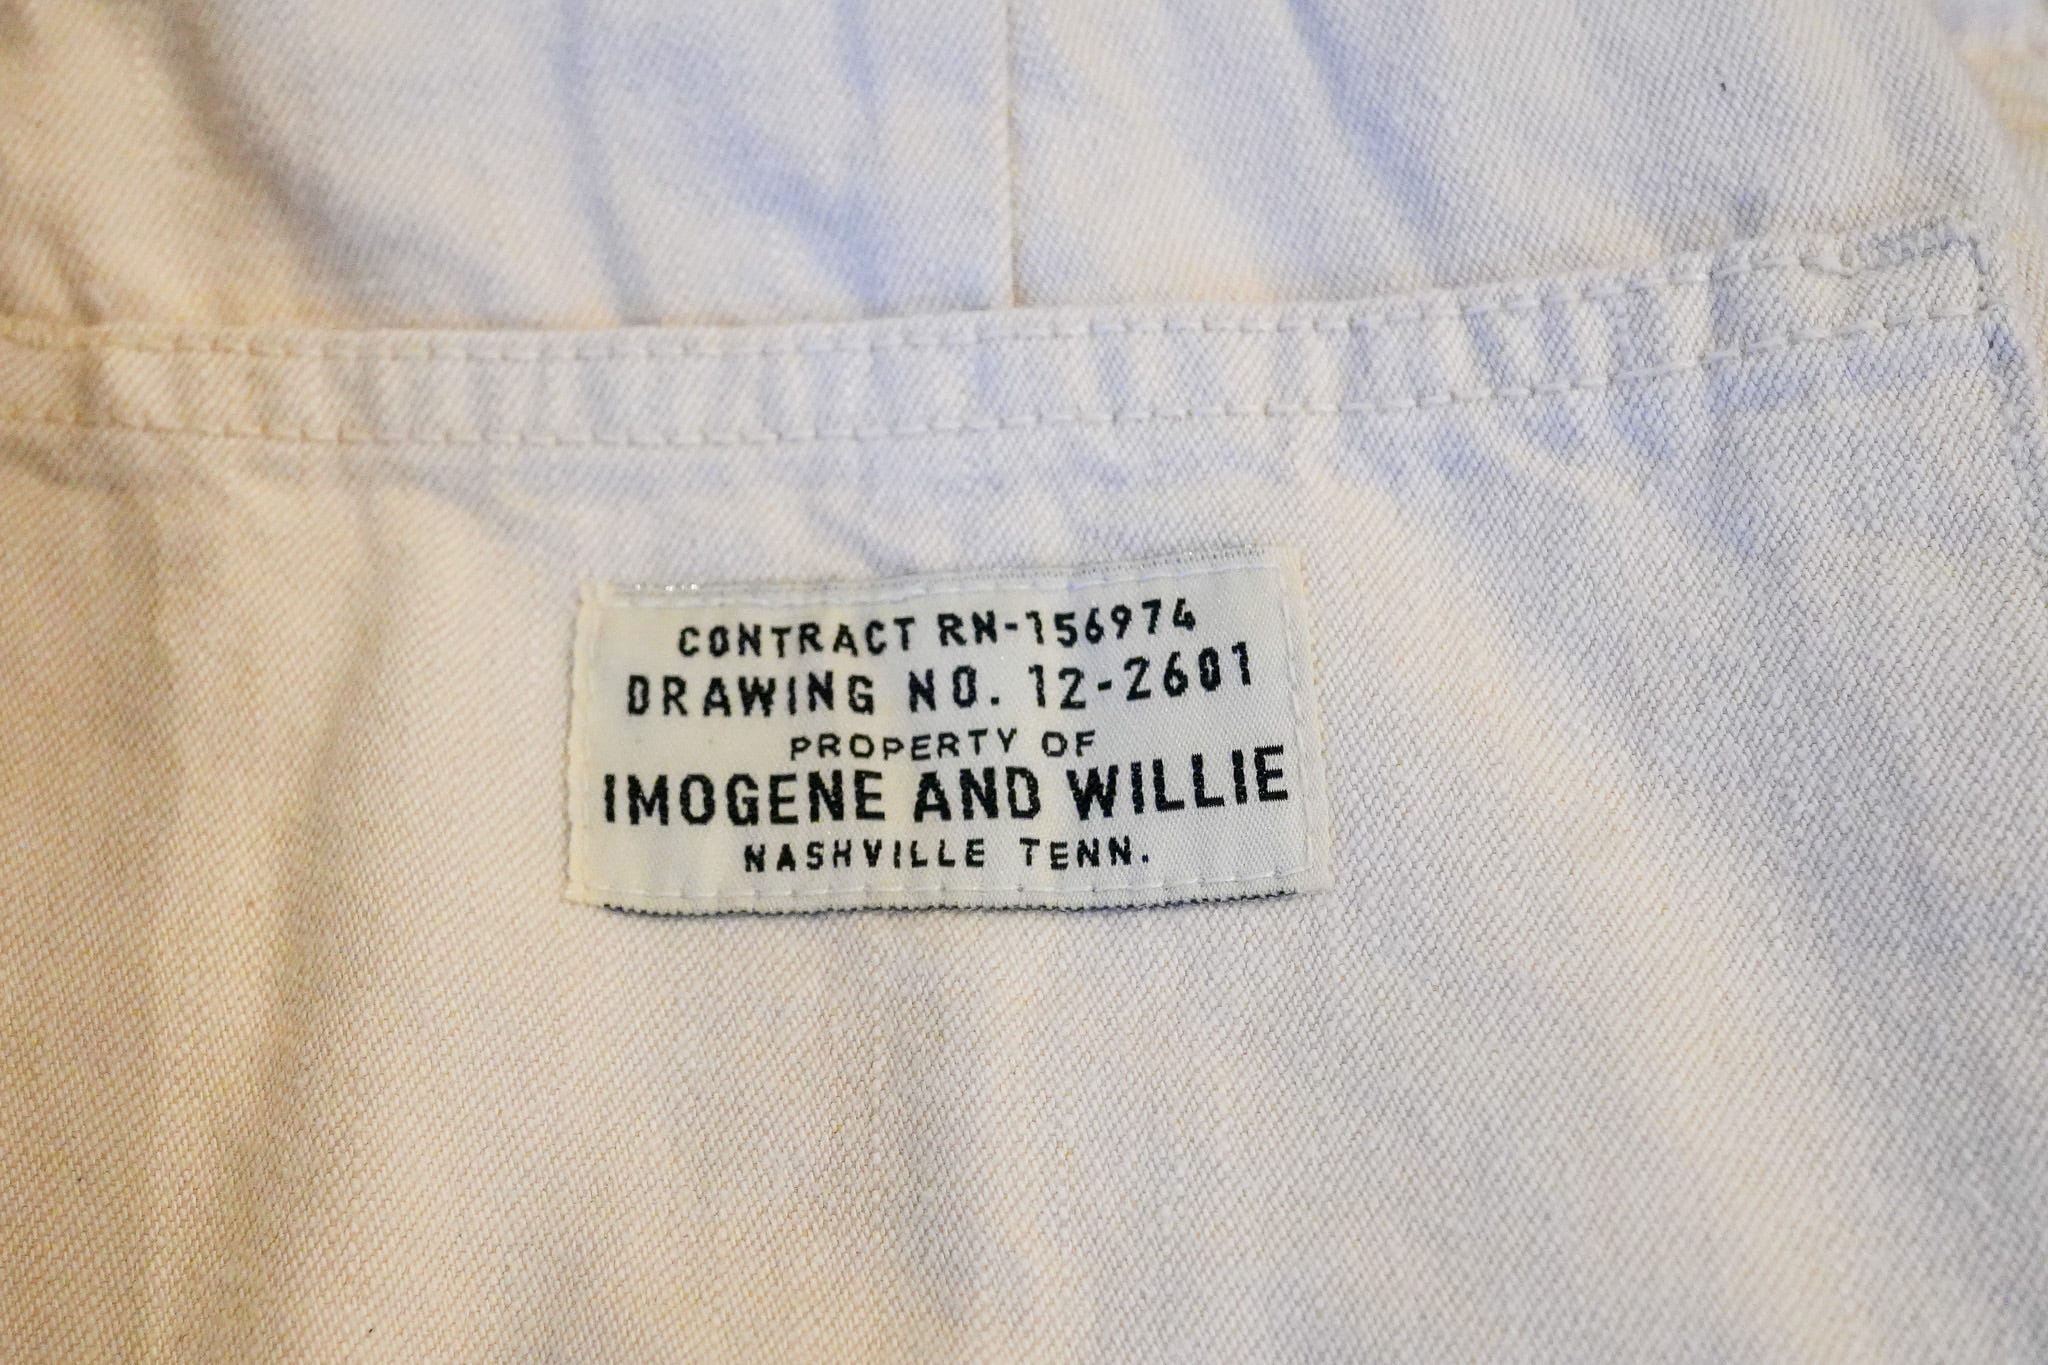 CONTRACT RN-156974
DRAWING NO. 12-2601
PROPERTY OF
IMOGENE AND WILLIE
NASHVILLE TENN.